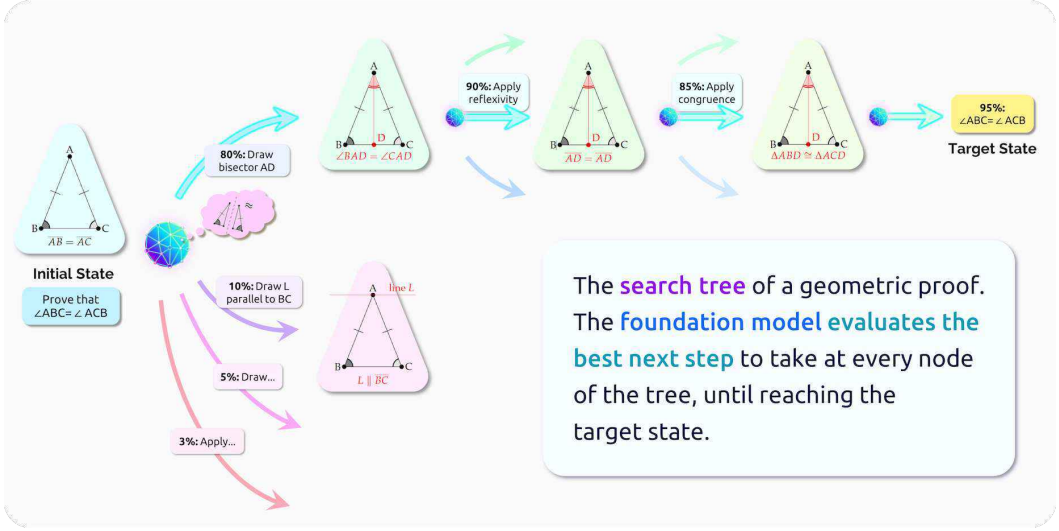 A
B
C
AB = AC
Initial State
Prove that
∠ABC= ∠ ACB
80%: Draw
bisector AD
≈
10%: Draw L
parallel to BC
5%: Draw...
3%: Apply...
A
B
D
C
∠BAD = ∠CAD
90%: Apply
reflexivity
A
B
D
C
AD = AD
85%: Apply
congruence
A
B
D
C
ΔABD ≅ ΔACD
95%:
∠ABC= ∠ ACB
Target State
A
line L
B
C
L ∥ BC
The search tree of a geometric proof.
The foundation model evaluates the
best next step to take at every node
of the tree, until reaching the
target state.